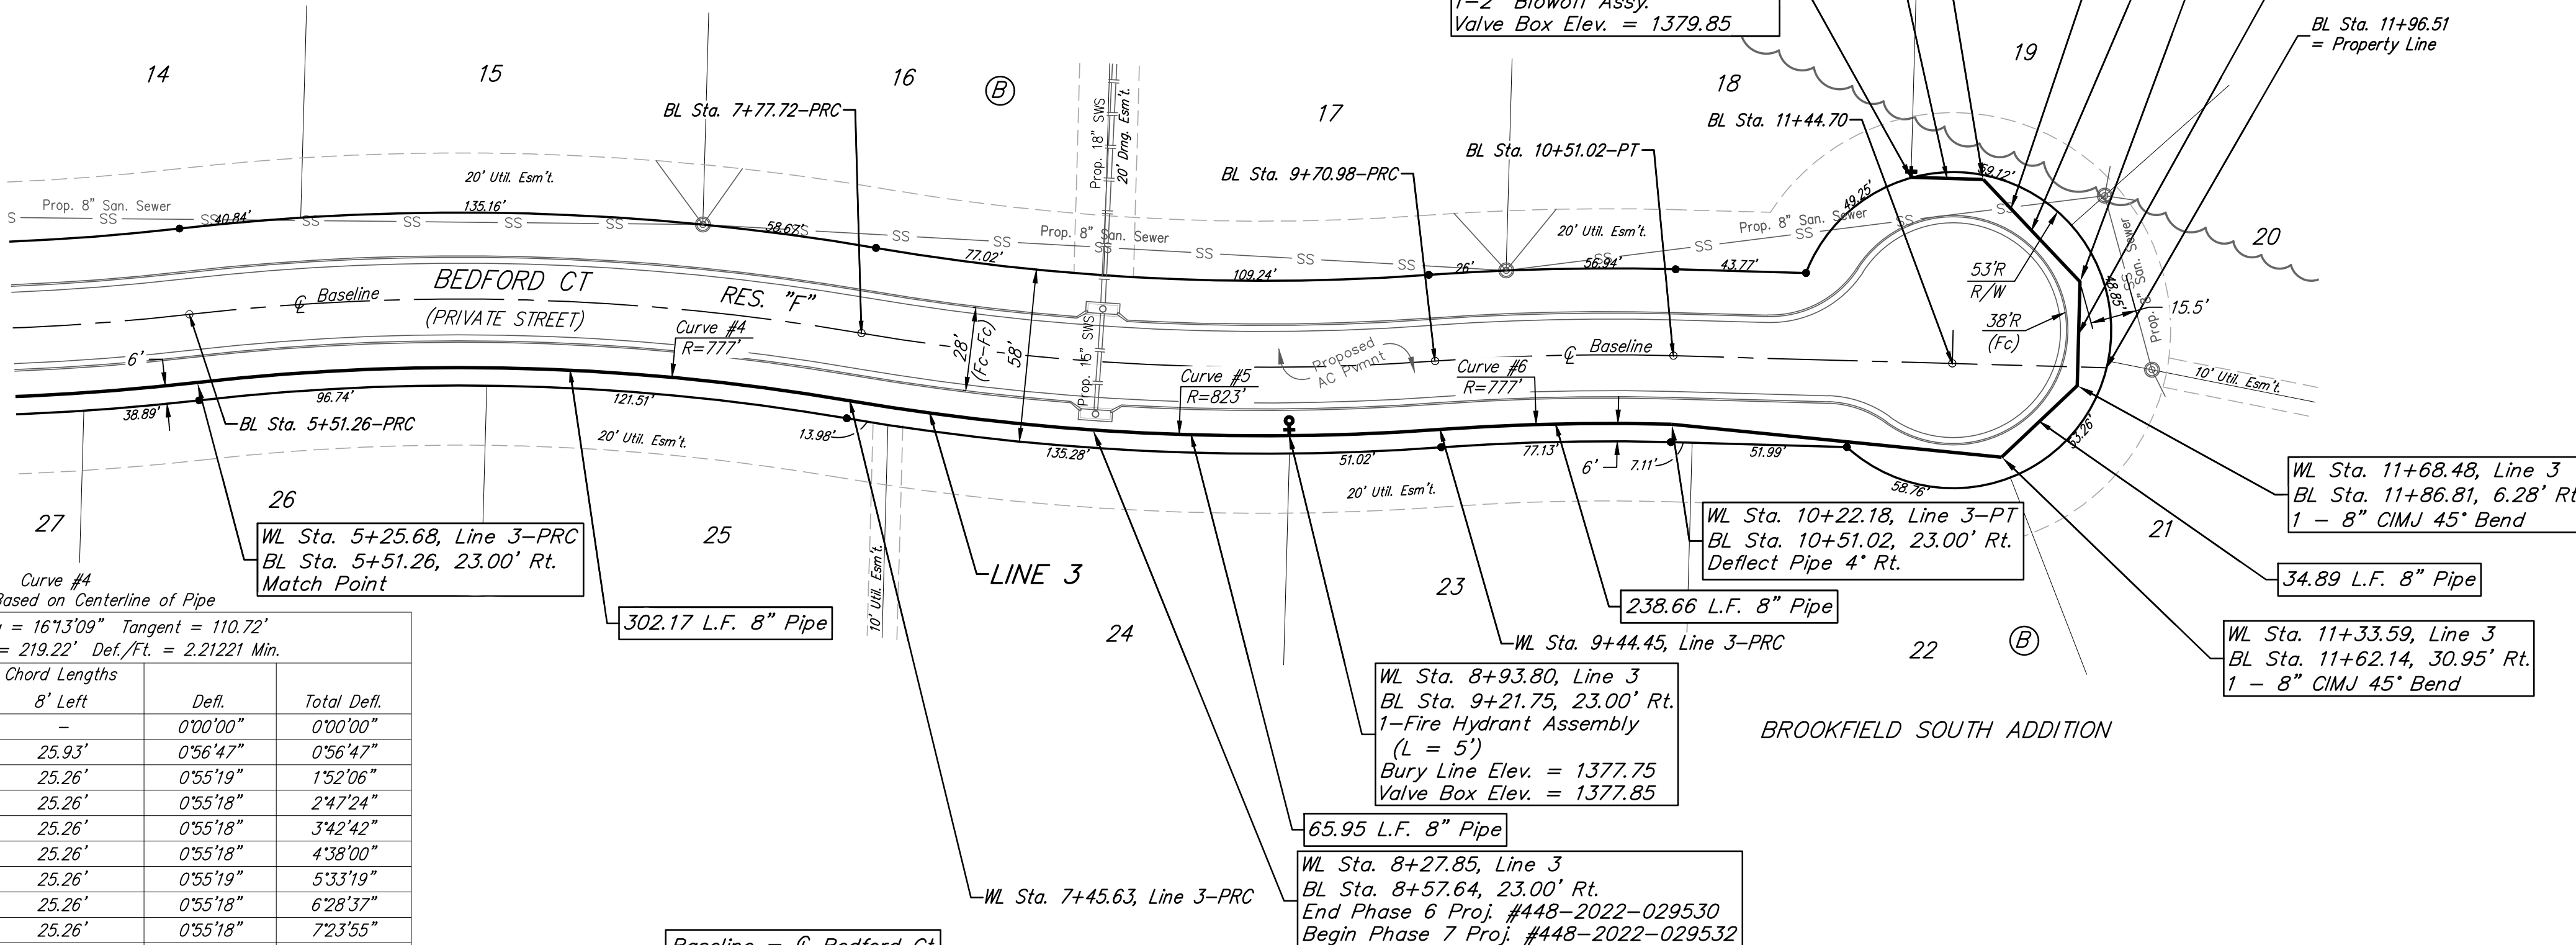 1-2" Blowoff Assy.
Valve Box Elev. = 1379.85
BL Sta. 11+96.51
= Property Line
14
15
16
B
17
18
19
20
BL Sta. 7+77.72-PRC
BL Sta. 9+70.98-PRC
BL Sta. 10+51.02-PT
BL Sta. 11+44.70
Prop. 18" SWS
20' Drng. Esm't.
20' Util. Esm't.
Prop. 8" San. Sewer
SS
40.84'
135.16'
58.67'
77.02'
Prop. 8" San. Sewer
109.24'
26'
20' Util. Esm't.
56.94'
43.77'
Prop. 8" San. Sewer
49.25'
59.12'
48.85'
53'R
R/W
38'R
(Fc)
15.5'
Prop. 8" San. Sewer
10' Util. Esm't.
℄ Baseline
BEDFORD CT
(PRIVATE STREET)
RES. "F"
Curve #4
R=777'
28'
(Fc-Fc)
58'
Prop. 15" SWS
Proposed
AC Pvmnt
Curve #5
R=823'
Curve #6
R=777'
℄ Baseline
6'
38.89'
96.74'
121.51'
13.98'
135.28'
51.02'
77.13'
6'
7.11'
51.99'
58.76'
53.26'
BL Sta. 5+51.26-PRC
20' Util. Esm't.
20' Util. Esm't.
10' Util. Esm't.
27
26
25
24
23
22
21
B
WL Sta. 5+25.68, Line 3-PRC
BL Sta. 5+51.26, 23.00' Rt.
Match Point
302.17 L.F. 8" Pipe
LINE 3
WL Sta. 10+22.18, Line 3-PT
BL Sta. 10+51.02, 23.00' Rt.
Deflect Pipe 4° Rt.
WL Sta. 11+68.48, Line 3
BL Sta. 11+86.81, 6.28' Rt
1 - 8" CIMJ 45° Bend
34.89 L.F. 8" Pipe
238.66 L.F. 8" Pipe
WL Sta. 9+44.45, Line 3-PRC
WL Sta. 11+33.59, Line 3
BL Sta. 11+62.14, 30.95' Rt.
1 - 8" CIMJ 45° Bend
WL Sta. 8+93.80, Line 3
BL Sta. 9+21.75, 23.00' Rt.
1-Fire Hydrant Assembly
(L = 5')
Bury Line Elev. = 1377.75
Valve Box Elev. = 1377.85
BROOKFIELD SOUTH ADDITION
65.95 L.F. 8" Pipe
WL Sta. 7+45.63, Line 3-PRC
WL Sta. 8+27.85, Line 3
BL Sta. 8+57.64, 23.00' Rt.
End Phase 6 Proj. #448-2022-029530
Begin Phase 7 Proj. #448-2022-029532
Baseline = ℄ Bedford Ct
Curve #4
Based on Centerline of Pipe
= 16°13'09" Tangent = 110.72'
= 219.22' Def./Ft. = 2.21221 Min.
Chord Lengths
8' Left Defl. Total Defl.
- 0°00'00" 0°00'00"
25.93' 0°56'47" 0°56'47"
25.26' 0°55'19" 1°52'06"
25.26' 0°55'18" 2°47'24"
25.26' 0°55'18" 3°42'42"
25.26' 0°55'18" 4°38'00"
25.26' 0°55'19" 5°33'19"
25.26' 0°55'18" 6°28'37"
25.26' 0°55'18" 7°23'55"